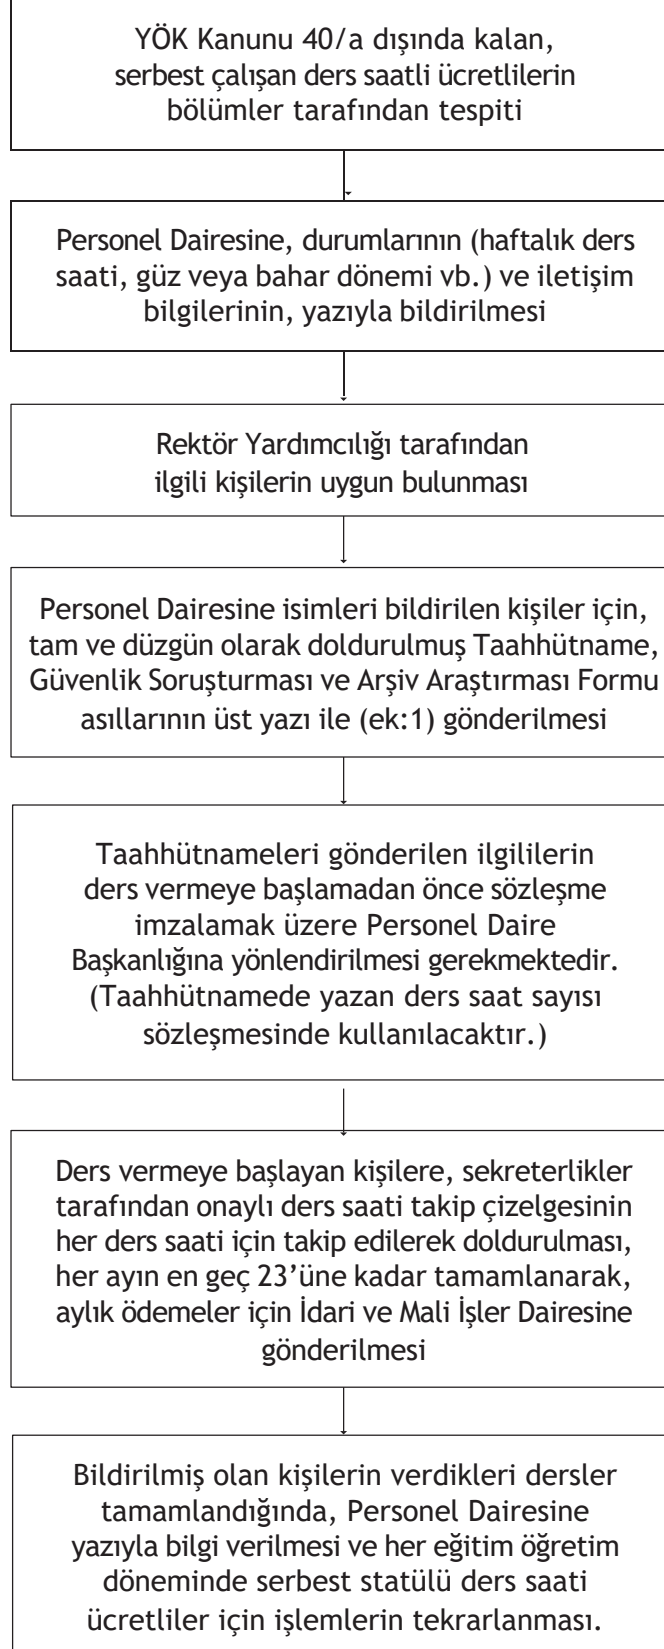 YÖK Kanunu 40/a dışında kalan,
serbest çalışan ders saatli ücretlilerin
bölümler tarafından tespiti
Personel Dairesine, durumlarının (haftalık ders
saati, güz veya bahar dönemi vb.) ve iletişim
bilgilerinin, yazıyla bildirilmesi
Rektör Yardımcılığı tarafından
ilgili kişilerin uygun bulunması
Personel Dairesine isimleri bildirilen kişiler için,
tam ve düzgün olarak doldurulmuş Taahhütname,
Güvenlik Soruşturması ve Arşiv Araştırması Formu
asıllarının üst yazı ile (ek:1) gönderilmesi
Taahhütnameleri gönderilen ilgililerin
ders vermeye başlamadan önce sözleşme
imzalamak üzere Personel Daire
Başkanlığına yönlendirilmesi gerekmektedir.
(Taahhütnamede yazan ders saat sayısı
sözleşmesinde kullanılacaktır.)
Ders vermeye başlayan kişilere, sekreterlikler
tarafından onaylı ders saati takip çizelgesinin
her ders saati için takip edilerek doldurulması,
her ayın en geç 23’üne kadar tamamlanarak,
aylık ödemeler için İdari ve Mali İşler Dairesine
gönderilmesi
Bildirilmiş olan kişilerin verdikleri dersler
tamamlandığında, Personel Dairesine
yazıyla bilgi verilmesi ve her eğitim öğretim
döneminde serbest statülü ders saati
ücretliler için işlemlerin tekrarlanması.